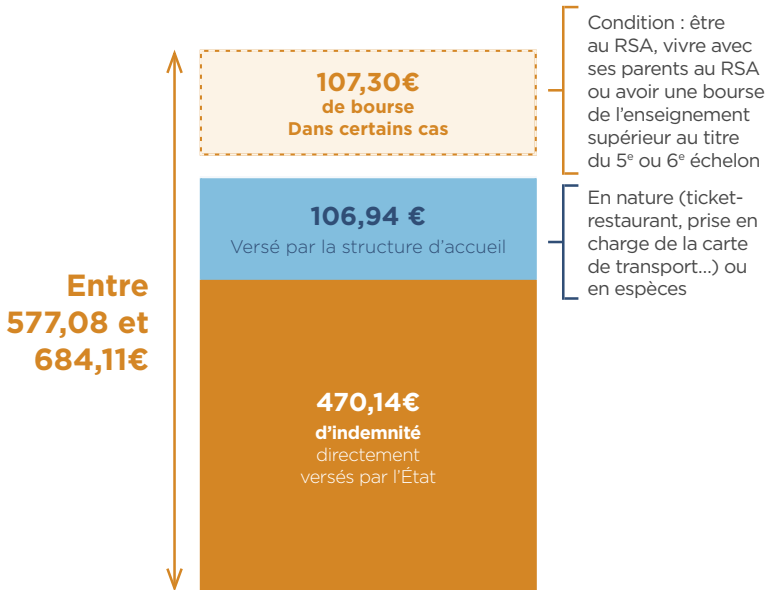 Entre
577,08 et
684,11€
107,30€
de bourse
Dans certains cas
Condition : être
au RSA, vivre avec
ses parents au RSA
ou avoir une bourse
de l'enseignement
supérieur au titre
du 5e ou 6e échelon
106,94 €
Versé par la structure d'accueil
En nature (ticket-
restaurant, prise en
charge de la carte
de transport...) ou
en espèces
470,14€
d'indemnité
directement
versés par l'État